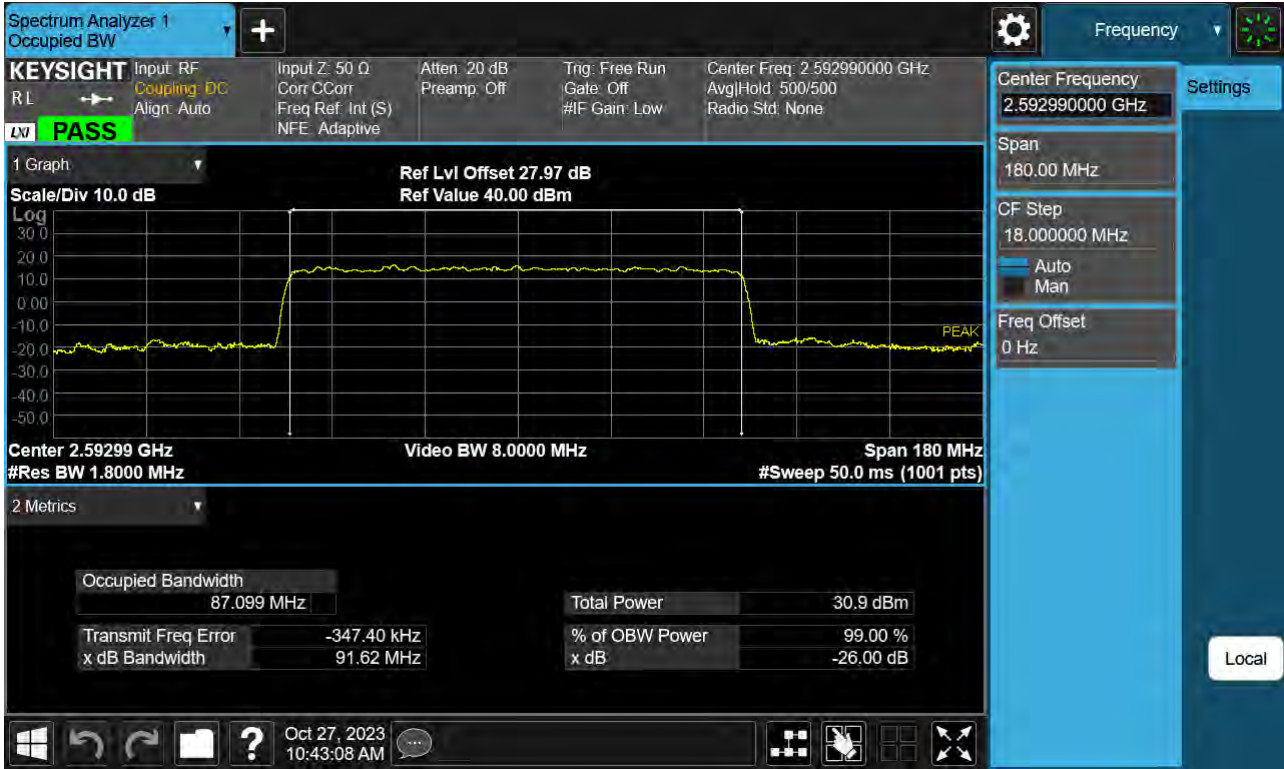 Spectrum Analyzer 1
Occupied BW
+
Frequency
KEYSIGHT
RL
LXI
PASS
Input: RF
Coupling: DC
Align: Auto
Input Z: 50 Ω
Corr CCorr
Freq Ref: Int (S)
NFE: Adaptive
Atten: 20 dB
Preamp: Off
Trig: Free Run
Gate: Off
#IF Gain: Low
Center Freq: 2.592990000 GHz
Avg|Hold: 500/500
Radio Std: None
Center Frequency
2.592990000 GHz
Settings
Span
180.00 MHz
CF Step
18.000000 MHz
Auto
Man
Freq Offset
0 Hz
Local
1 Graph
Scale/Div 10.0 dB
Ref Lvl Offset 27.97 dB
Ref Value 40.00 dBm
Log
30.0
20.0
10.0
0.00
-10.0
-20.0
-30.0
-40.0
-50.0
PEAK
Center 2.59299 GHz
Video BW 8.0000 MHz
Span 180 MHz
#Res BW 1.8000 MHz
#Sweep 50.0 ms (1001 pts)
2 Metrics
Occupied Bandwidth
87.099 MHz
Total Power 30.9 dBm
Transmit Freq Error -347.40 kHz
% of OBW Power 99.00 %
x dB Bandwidth 91.62 MHz
x dB -26.00 dB
?
Oct 27, 2023
10:43:08 AM